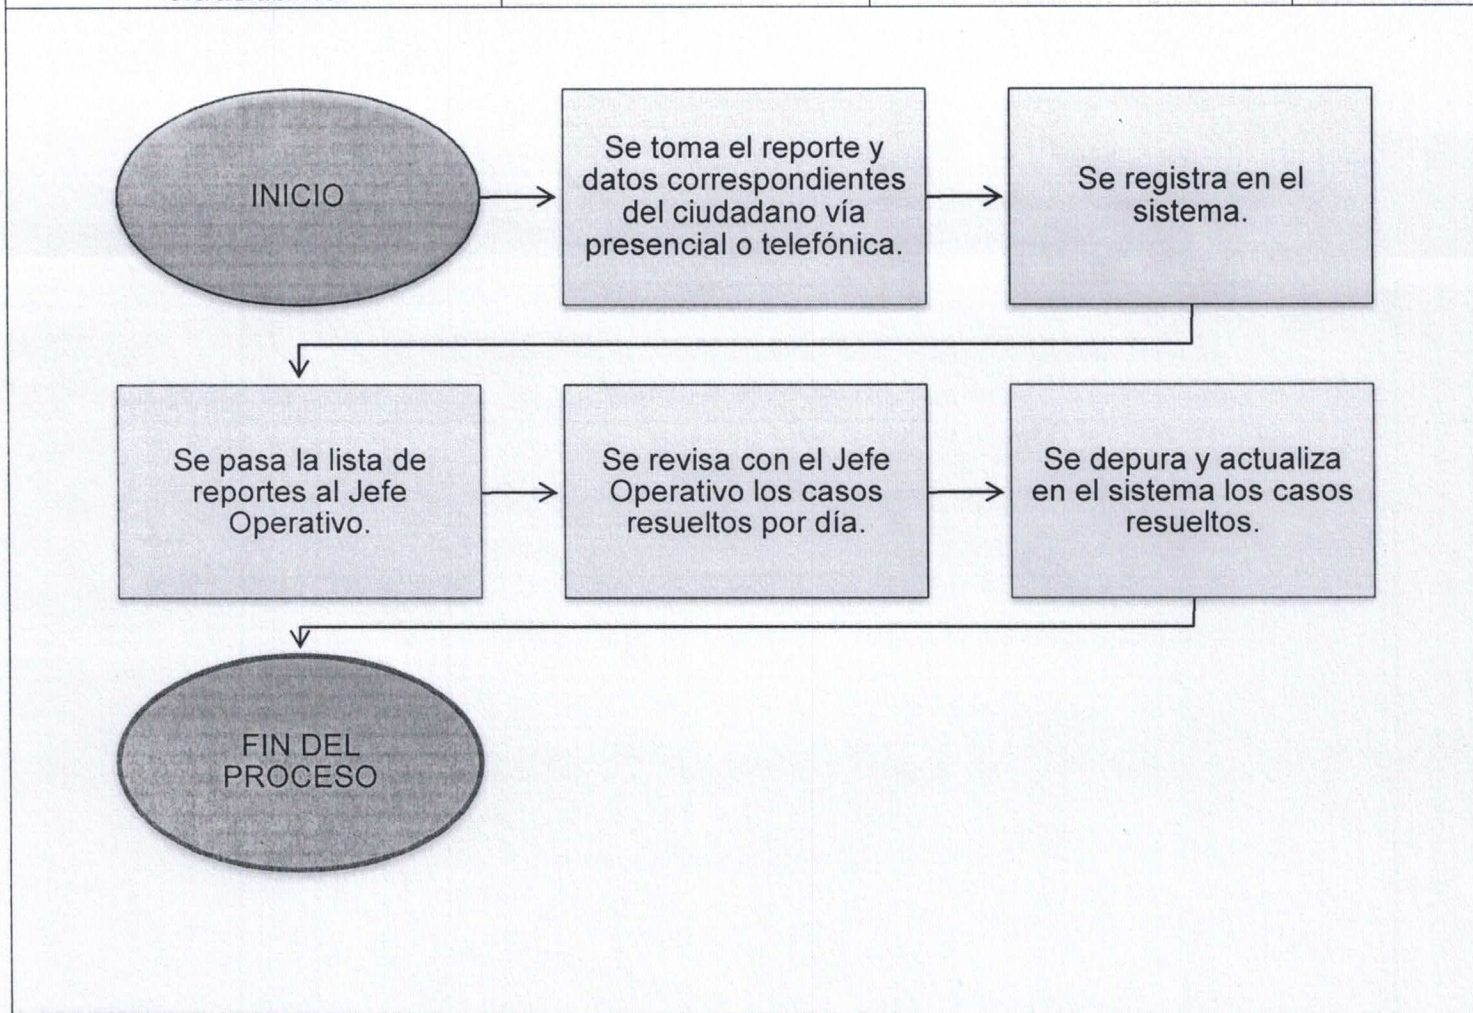 INICIO
Se toma el reporte y
datos correspondientes
del ciudadano vía
presencial o telefónica.
Se registra en el
sistema.
Se pasa la lista de
reportes al Jefe
Operativo.
Se revisa con el Jefe
Operativo los casos
resueltos por día.
Se depura y actualiza
en el sistema los casos
resueltos.
FIN DEL
PROCESO